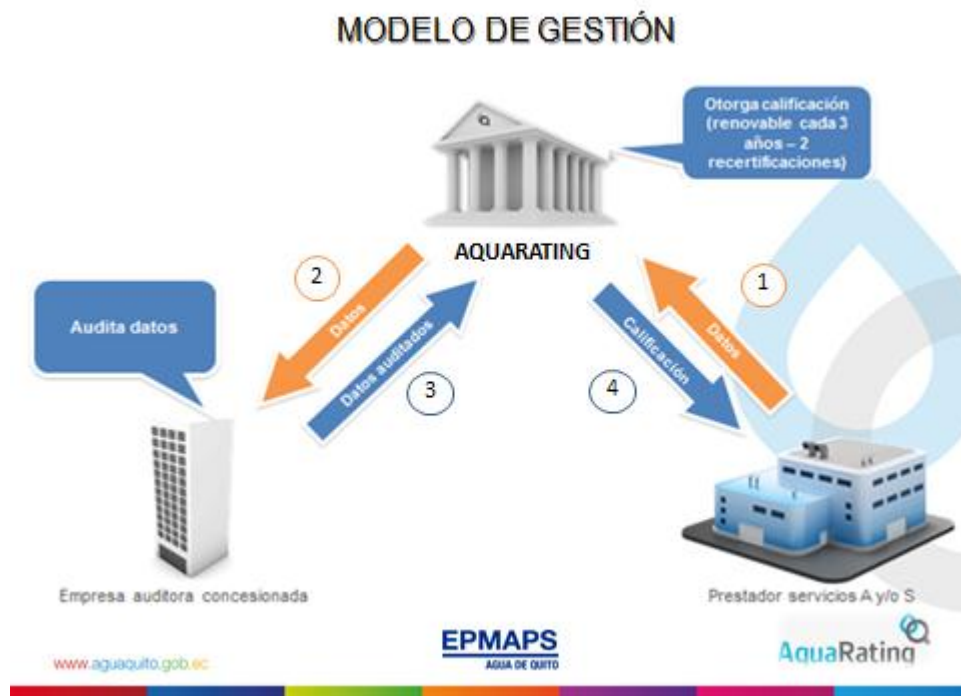 MODELO DE GESTIÓN
Otorga calificación
(renovable cada 3
años – 2
recertificaciones)
AQUARATING
2
1
Audita datos
Datos
Datos auditados
Calificación
Datos
3
4
Empresa auditora concesionada
Prestador servicios A y/o S
www.aguaquito.gob.ec
EPMAPS
AGUA DE QUITO
AquaRating